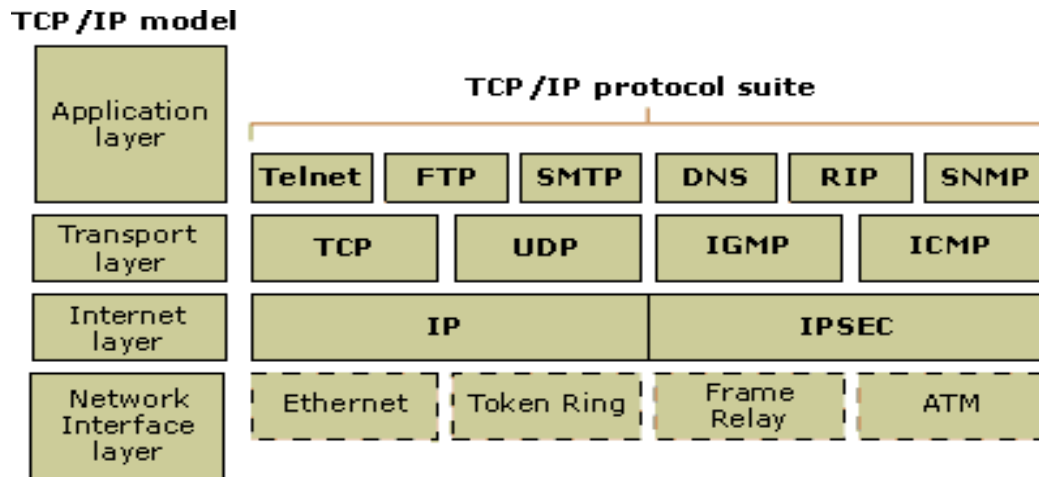 TCP/IP model
Application
layer
TCP/IP protocol suite
Telnet FTP SMTP DNS RIP SNMP
Transport
layer
TCP UDP IGMP ICMP
Internet
layer
IP IPSEC
Network
Interface
layer
Ethernet Token Ring Frame
Relay ATM